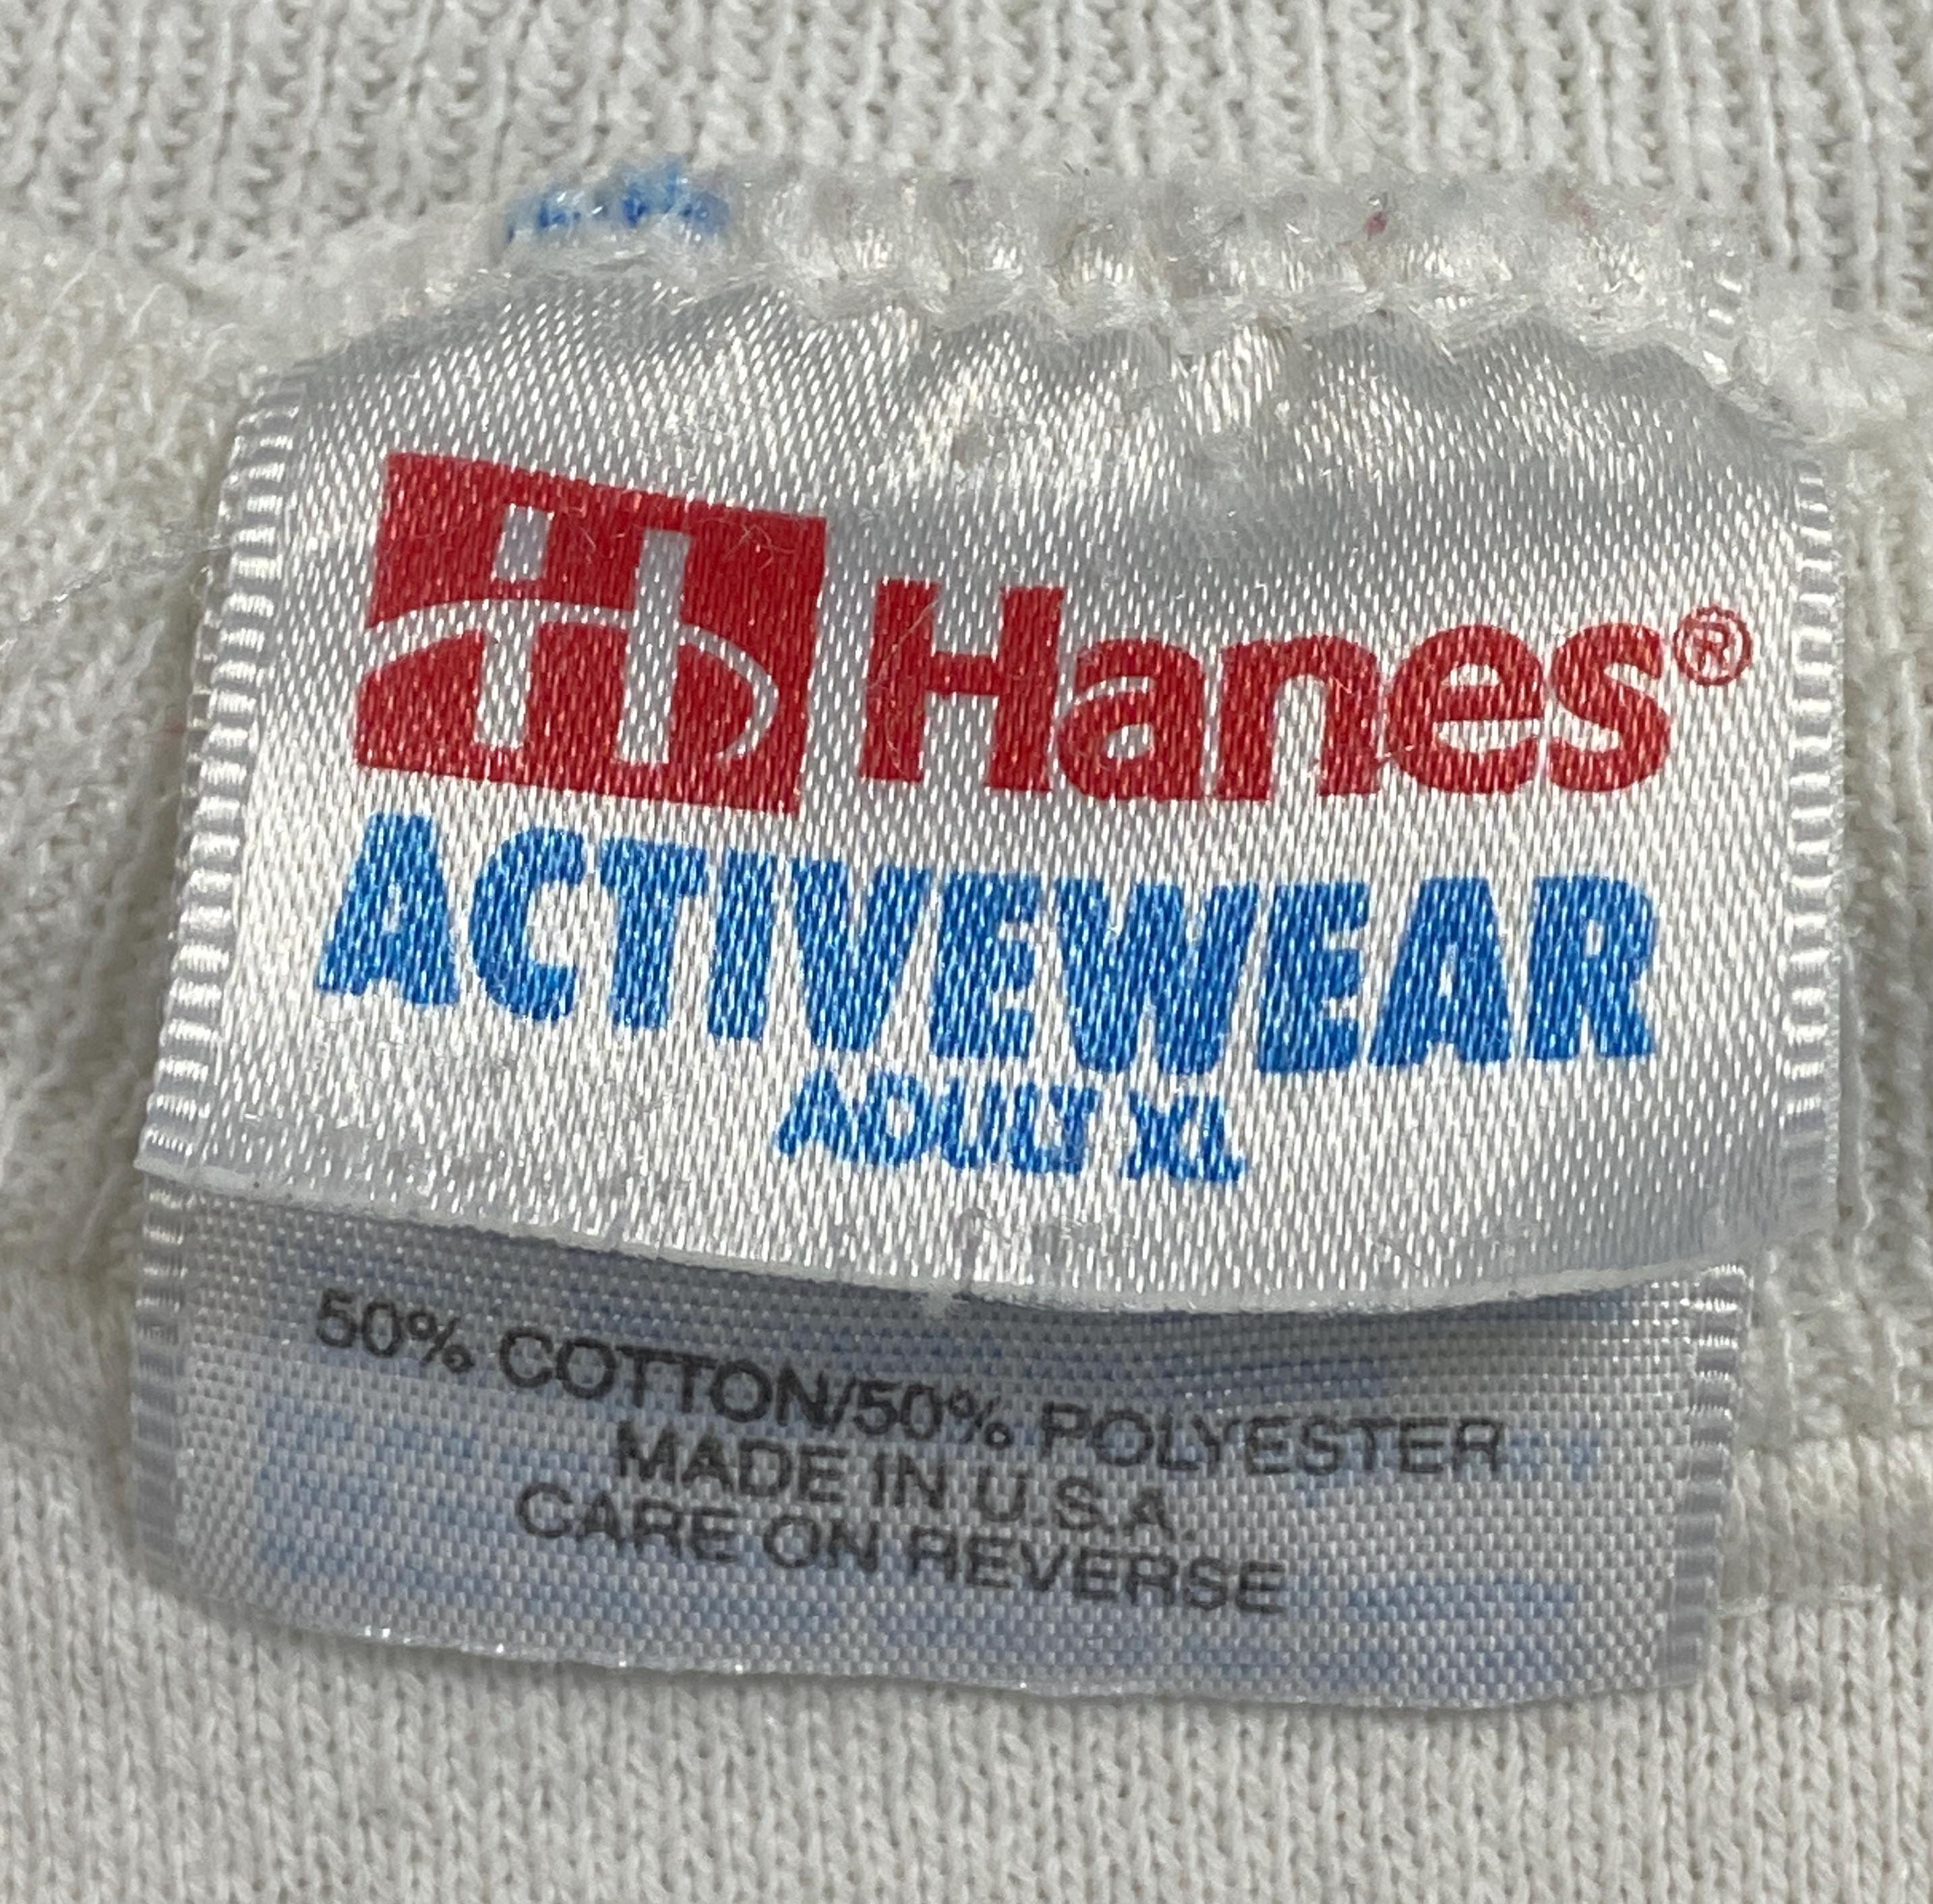 Hanes®
ACTIVEWEAR
ADULT XL
50% COTTON/50% POLYESTER
MADE IN U.S.A.
CARE ON REVERSE